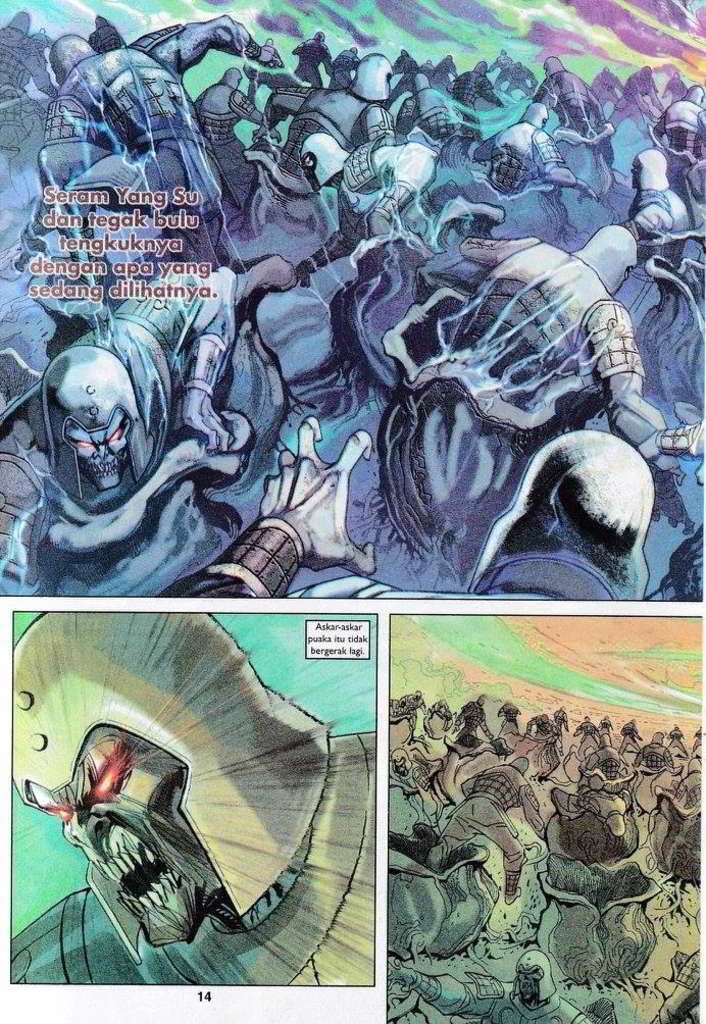 Seram Yang Su
dan tegak bulu
tengkuknya
dengan apa yang
sedang dilihatnya.
Askar-askar
puaka itu tidak
bergerak lagi.
14